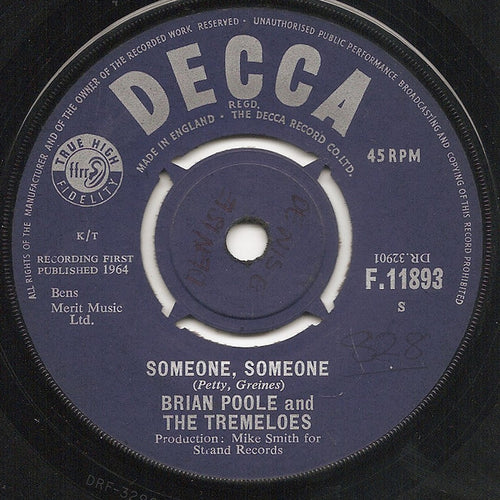 ALL RIGHTS OF THE MANUFACTURER AND OF THE OWNER OF THE RECORDED WORK RESERVED · UNAUTHORISED PUBLIC PERFORMANCE, BROADCASTING AND COPYING OF THIS RECORD PROHIBITED
DECCA
REGD.
MADE IN ENGLAND · THE DECCA RECORD CO. LTD.
TRUE HIGH
ffrr
FIDELITY
45 RPM
K/T
RECORDING FIRST
PUBLISHED 1964
DR.32901
F.11893
S
Bens
Merit Music
Ltd.
DENISE
828
SOMEONE, SOMEONE
(Petty, Greines)
BRIAN POOLE and
THE TREMELOES
Production: Mike Smith for
Strand Records